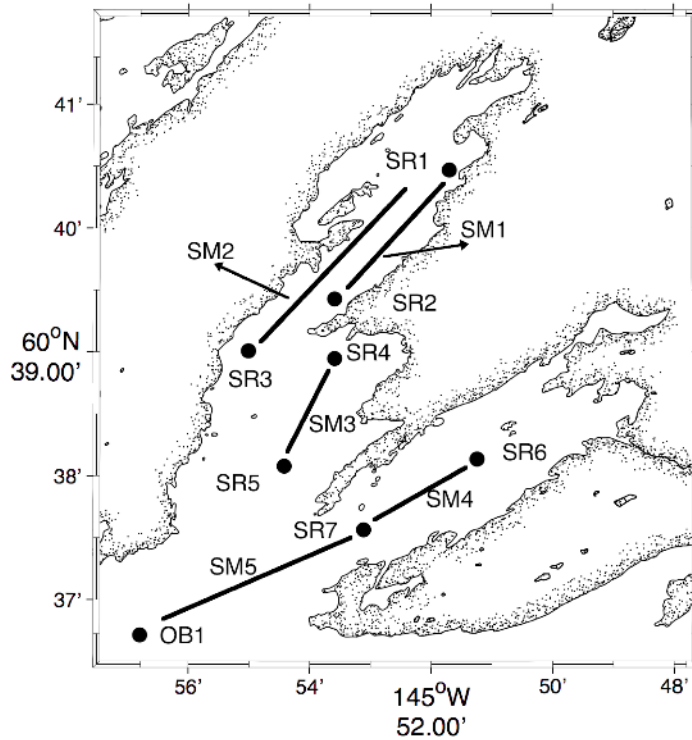 41'
SR1
40'
SM1
SM2
SR2
60°N
39.00'
SR4
SR3
SM3
SR6
38'
SR5
SM4
SR7
SM5
37'
OB1
56'
54'
145°W
52.00'
50'
48'